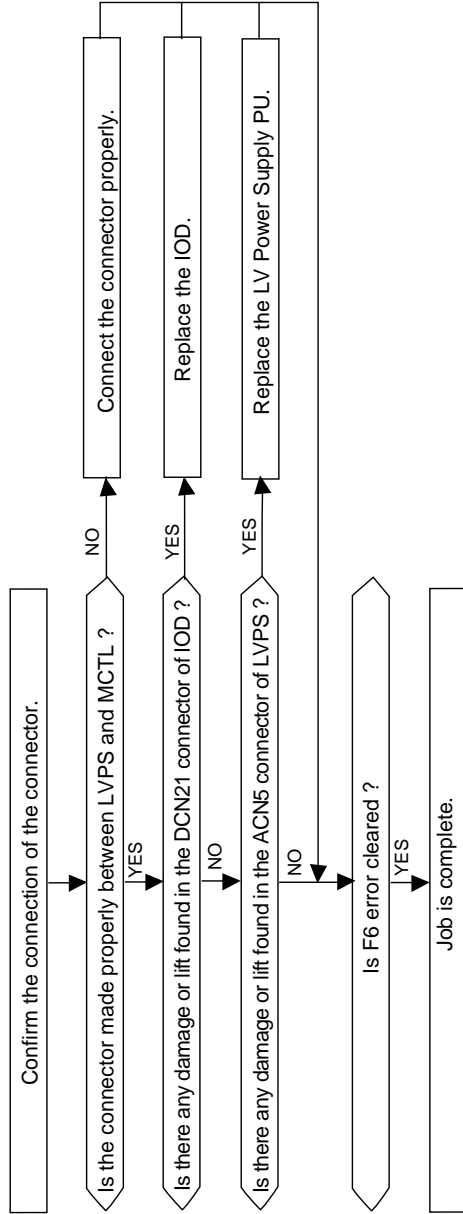 Confirm the connection of the connector.
Is the connector made properly between LVPS and MCTL ?
NO
Connect the connector properly.
YES
Is there any damage or lift found in the DCN21 connector of IOD ?
YES
Replace the IOD.
NO
Is there any damage or lift found in the ACN5 connector of LVPS ?
YES
Replace the LV Power Supply PU.
NO
Is F6 error cleared ?
YES
Job is complete.